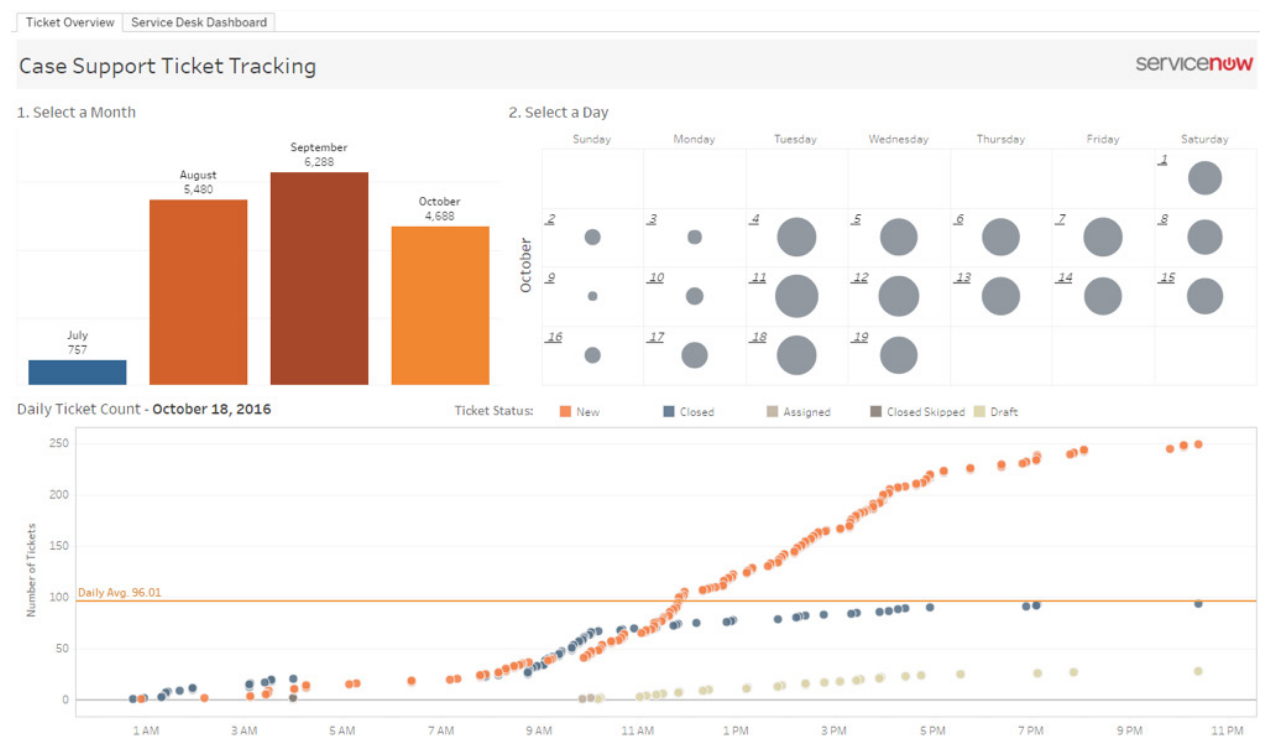 Ticket Overview Service Desk Dashboard
Case Support Ticket Tracking
servicenow
1. Select a Month
2. Select a Day
July
757
August
5,480
September
6,288
October
4,688
Sunday Monday Tuesday Wednesday Thursday Friday Saturday
October
1
2 3 4 5 6 7 8
9 10 11 12 13 14 15
16 17 18 19
Daily Ticket Count - October 18, 2016
Ticket Status: New Closed Assigned Closed Skipped Draft
Number of Tickets
250
200
150
100
50
0
Daily Avg. 96.01
1 AM 3 AM 5 AM 7 AM 9 AM 11 AM 1 PM 3 PM 5 PM 7 PM 9 PM 11 PM